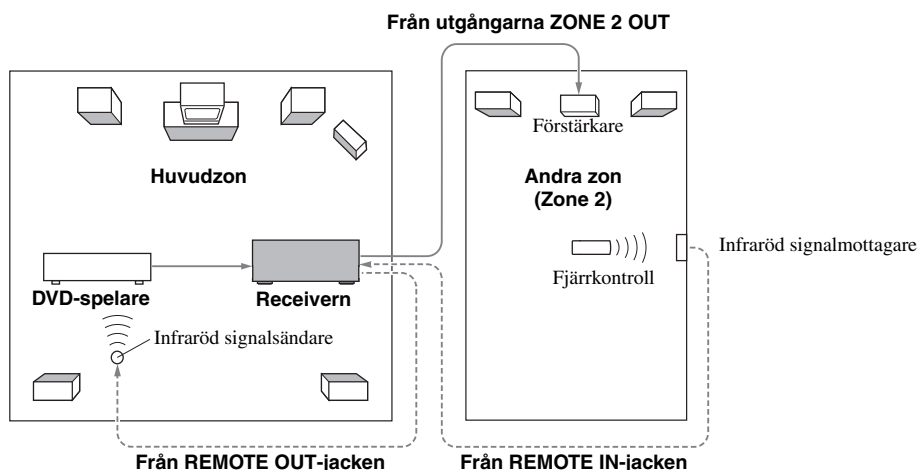 Från utgångarna ZONE 2 OUT
Förstärkare
Huvudzon
Andra zon
(Zone 2)
Infraröd signalmottagare
Fjärrkontroll
DVD-spelare
Receivern
Infraröd signalsändare
Från REMOTE OUT-jacken
Från REMOTE IN-jacken